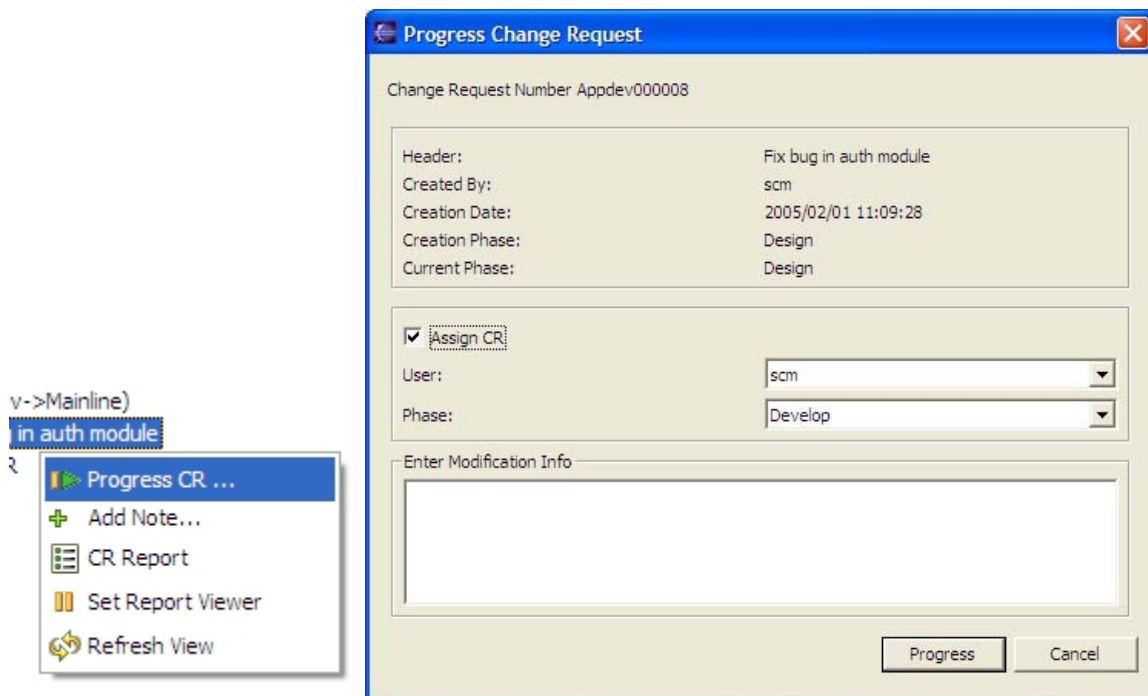 v->Mainline)
in auth module
R
Progress CR ...
Add Note...
CR Report
Set Report Viewer
Refresh View
Progress Change Request
Change Request Number Appdev000008
Header: Fix bug in auth module
Created By: scm
Creation Date: 2005/02/01 11:09:28
Creation Phase: Design
Current Phase: Design
Assign CR
User: scm
Phase: Develop
Enter Modification Info
Progress Cancel